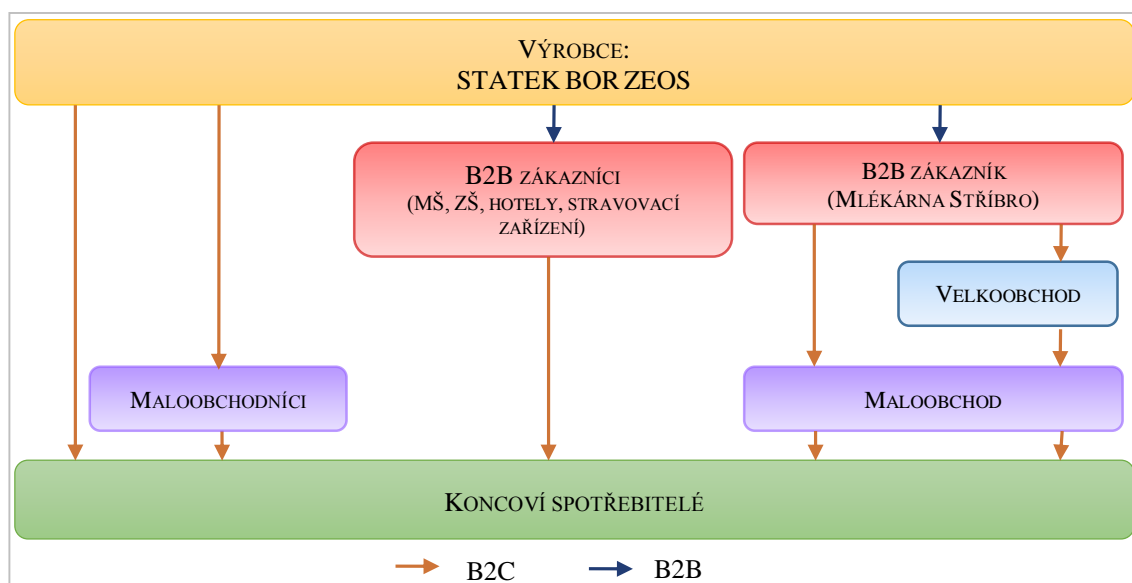 VÝROBCE:
STATEK BOR ZEOS
B2B ZÁKAZNÍCI
(MŠ, ZŠ, HOTELY, STRAVOVACÍ
ZAŘÍZENÍ)
B2B ZÁKAZNÍK
(MLÉKÁRNA STŘÍBRO)
VELKOOBCHOD
MALOOBCHODNÍCI
MALOOBCHOD
KONCOVÍ SPOTŘEBITELÉ
B2C
B2B